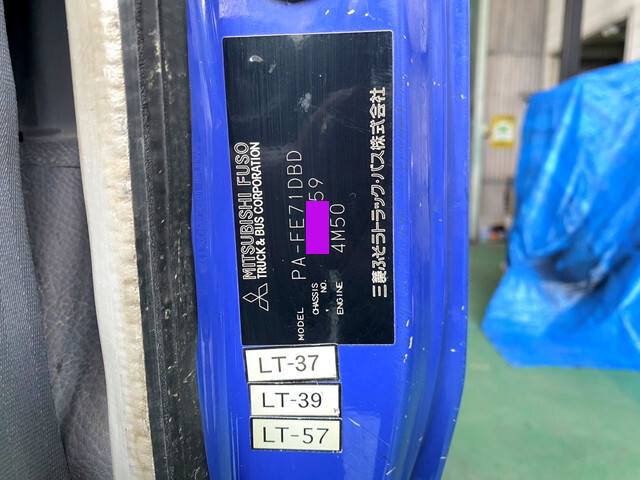 MITSUBISHI FUSO
TRUCK & BUS CORPORATION
MODEL PA-FE71DBD
CHASSIS NO. 59
ENGINE 4M50
三菱ふそうトラック・バス株式会社
LT-37
LT-39
LT-57